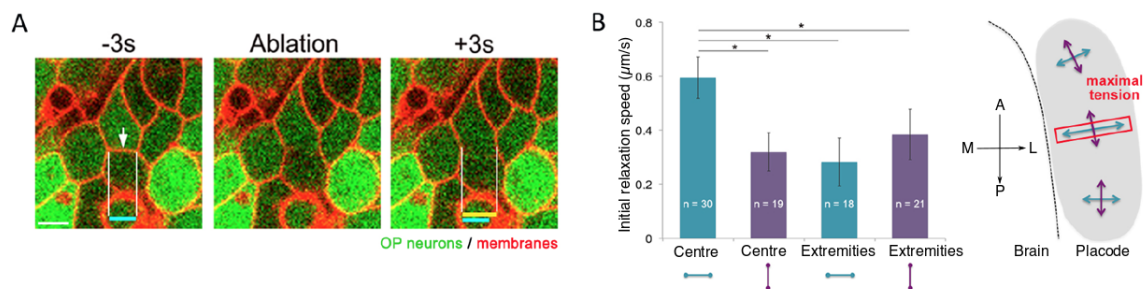 A
-3s
Ablation
+3s
OP neurons / membranes
B
Initial relaxation speed (µm/s)
0.8
0.6
0.4
0.2
0
n = 30
n = 19
n = 18
n = 21
*
*
*
Centre
Centre
Extremities
Extremities
A
M
L
P
maximal
tension
Brain
Placode